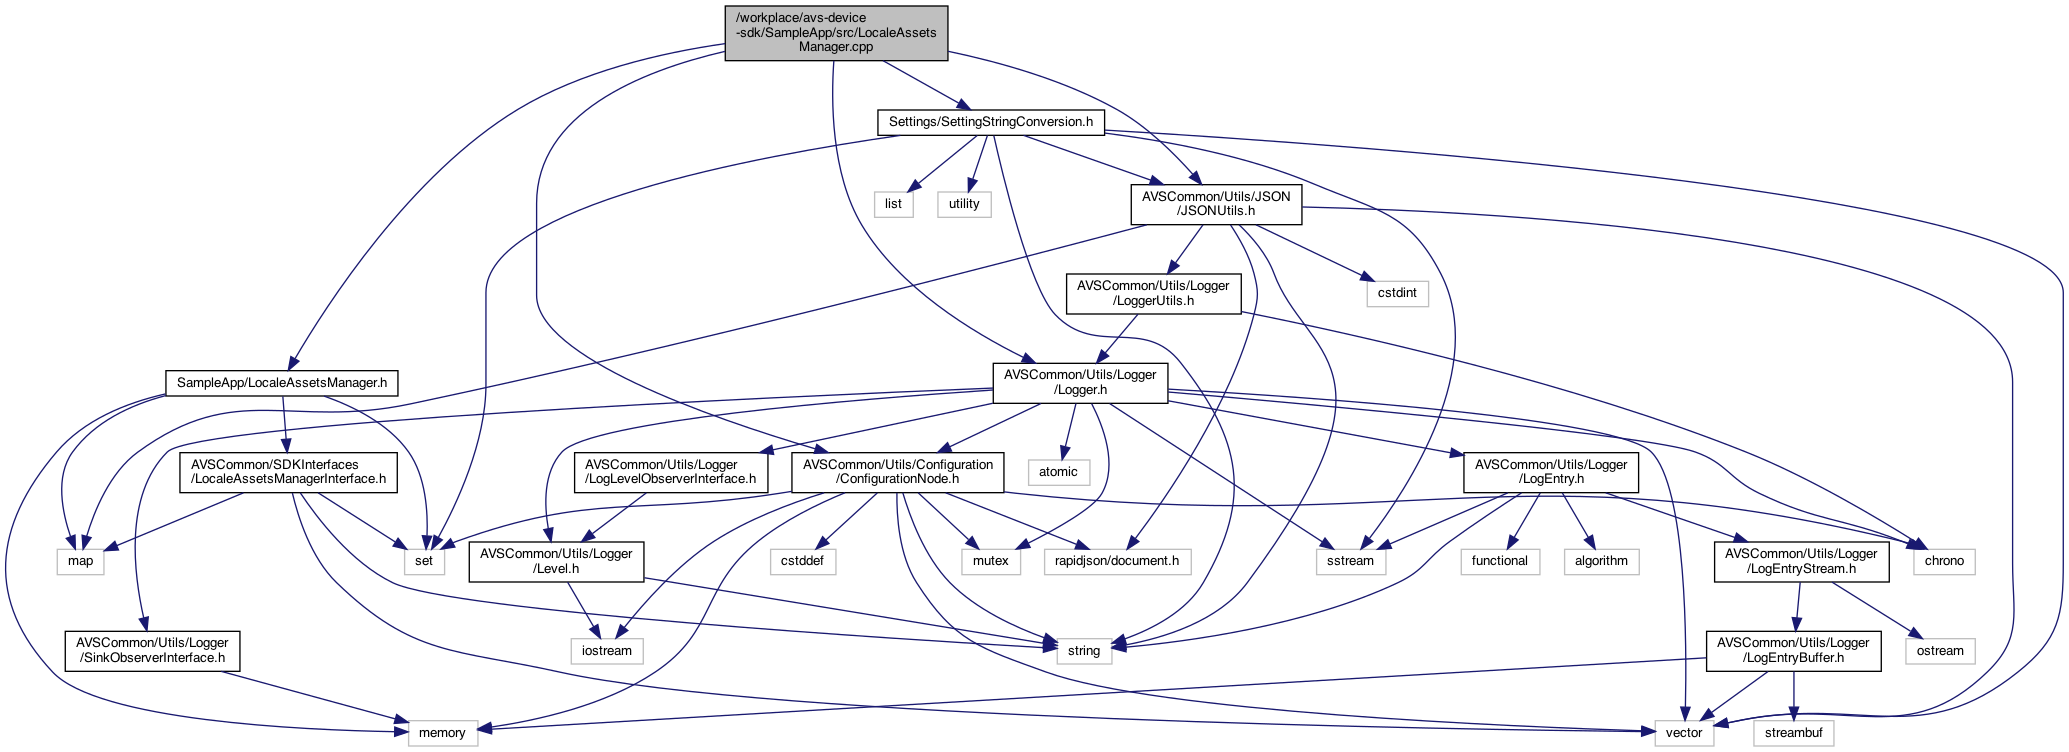 /workplace/avs-device
-sdk/SampleApp/src/LocaleAssets
Manager.cpp
Settings/SettingStringConversion.h
list
utility
AVSCommon/Utils/JSON
/JSONUtils.h
AVSCommon/Utils/Logger
/LoggerUtils.h
cstdint
SampleApp/LocaleAssetsManager.h
AVSCommon/Utils/Logger
/Logger.h
AVSCommon/SDKInterfaces
/LocaleAssetsManagerInterface.h
AVSCommon/Utils/Logger
/LogLevelObserverInterface.h
AVSCommon/Utils/Configuration
/ConfigurationNode.h
atomic
AVSCommon/Utils/Logger
/LogEntry.h
map
set
AVSCommon/Utils/Logger
/Level.h
cstddef
mutex
rapidjson/document.h
sstream
functional
algorithm
AVSCommon/Utils/Logger
/LogEntryStream.h
chrono
AVSCommon/Utils/Logger
/SinkObserverInterface.h
iostream
string
AVSCommon/Utils/Logger
/LogEntryBuffer.h
ostream
memory
vector
streambuf